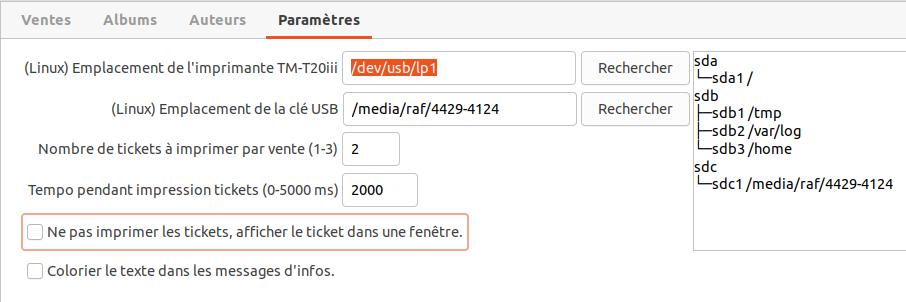 Ventes Albums Auteurs Paramètres
(Linux) Emplacement de l'imprimante TM-T20iii /dev/usb/lp1 Rechercher
(Linux) Emplacement de la clé USB /media/raf/4429-4124 Rechercher
Nombre de tickets à imprimer par vente (1-3) 2
Tempo pendant impression tickets (0-5000 ms) 2000
Ne pas imprimer les tickets, afficher le ticket dans une fenêtre.
Colorier le texte dans les messages d'infos.
sda
└─sda1 /
sdb
├─sdb1 /tmp
├─sdb2 /var/log
└─sdb3 /home
sdc
└─sdc1 /media/raf/4429-4124